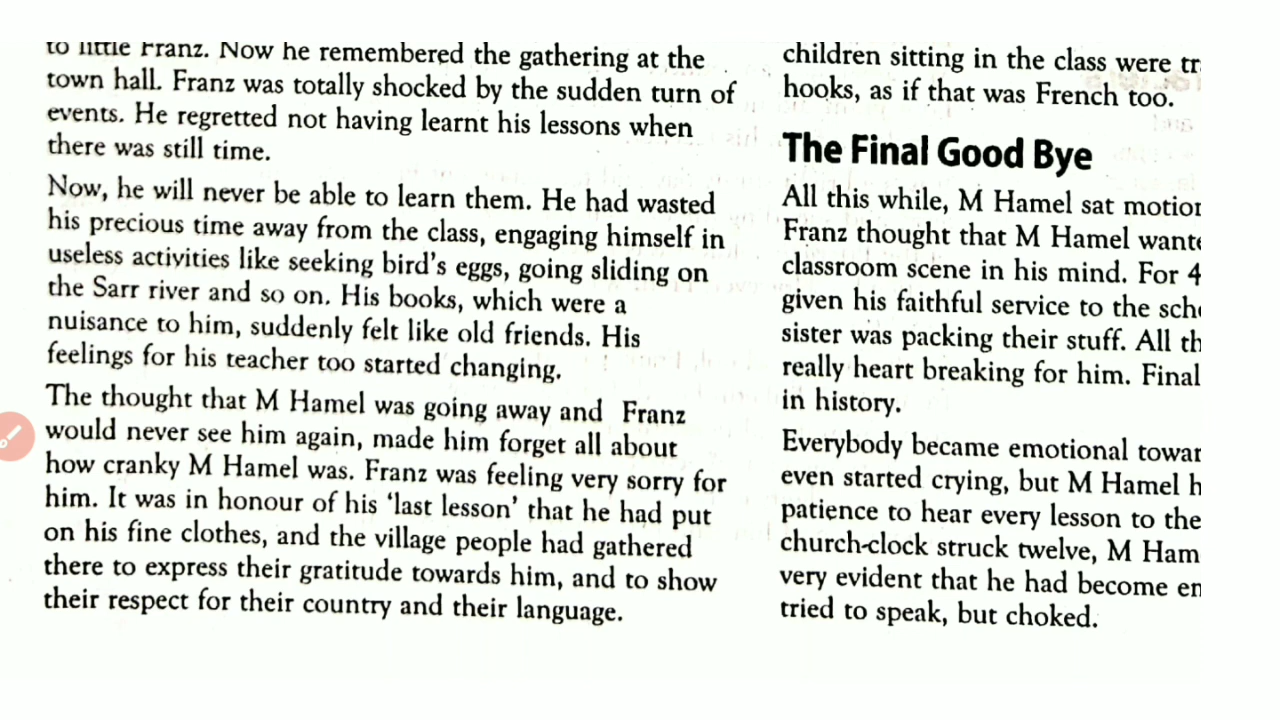 to little Franz. Now he remembered the gathering at the
town hall. Franz was totally shocked by the sudden turn of
events. He regretted not having learnt his lessons when
there was still time.
Now, he will never be able to learn them. He had wasted
his precious time away from the class, engaging himself in
useless activities like seeking bird's eggs, going sliding on
the Sarr river and so on. His books, which were a
nuisance to him, suddenly felt like old friends. His
feelings for his teacher too started changing.
The thought that M Hamel was going away and Franz
would never see him again, made him forget all about
how cranky M Hamel was. Franz was feeling very sorry for
him. It was in honour of his 'last lesson' that he had put
on his fine clothes, and the village people had gathered
there to express their gratitude towards him, and to show
their respect for their country and their language.
children sitting in the class were tr
hooks, as if that was French too.
The Final Good Bye
All this while, M Hamel sat motion
Franz thought that M Hamel wante
classroom scene in his mind. For 4
given his faithful service to the sch
sister was packing their stuff. All th
really heart breaking for him. Final
in history.
Everybody became emotional towar
even started crying, but M Hamel h
patience to hear every lesson to the
church-clock struck twelve, M Ham
very evident that he had become en
tried to speak, but choked.